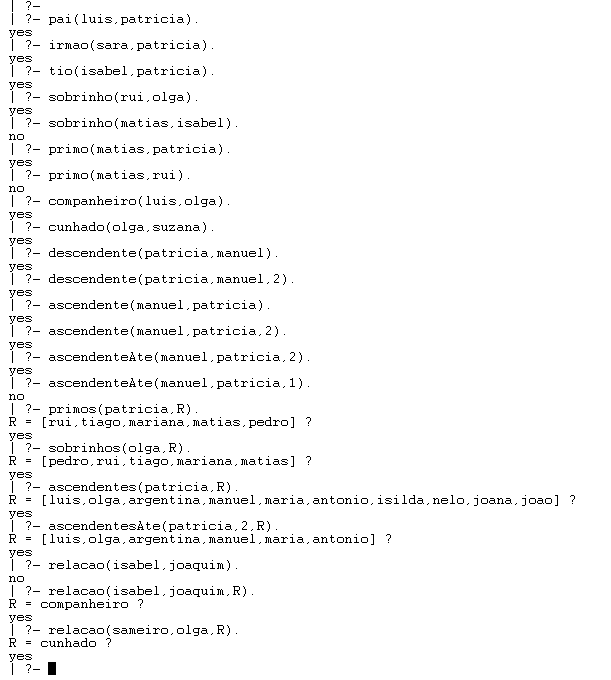 | ?-
| ?- pai(luis,patricia).
yes
| ?- irmao(sara,patricia).
yes
| ?- tio(isabel,patricia).
yes
| ?- sobrinho(rui,olga).
yes
| ?- sobrinho(matias,isabel).
no
| ?- primo(matias,patricia).
yes
| ?- primo(matias,rui).
no
| ?- companheiro(luis,olga).
yes
| ?- cunhado(olga,suzana).
yes
| ?- descendente(patricia,manuel).
yes
| ?- descendente(patricia,manuel,2).
yes
| ?- ascendente(manuel,patricia).
yes
| ?- ascendente(manuel,patricia,2).
yes
| ?- ascendenteAte(manuel,patricia,2).
yes
| ?- ascendenteAte(manuel,patricia,1).
no
| ?- primos(patricia,R).
R = [rui,tiago,mariana,matias,pedro] ?
yes
| ?- sobrinhos(olga,R).
R = [pedro,rui,tiago,mariana,matias] ?
yes
| ?- ascendentes(patricia,R).
R = [luis,olga,argentina,manuel,maria,antonio,isilda,nelo,joana,joao] ?
yes
| ?- ascendentesAte(patricia,2,R).
R = [luis,olga,argentina,manuel,maria,antonio] ?
yes
| ?- relacao(isabel,joaquim).
no
| ?- relacao(isabel,joaquim,R).
R = companheiro ?
yes
| ?- relacao(sameiro,olga,R).
R = cunhado ?
yes
| ?-